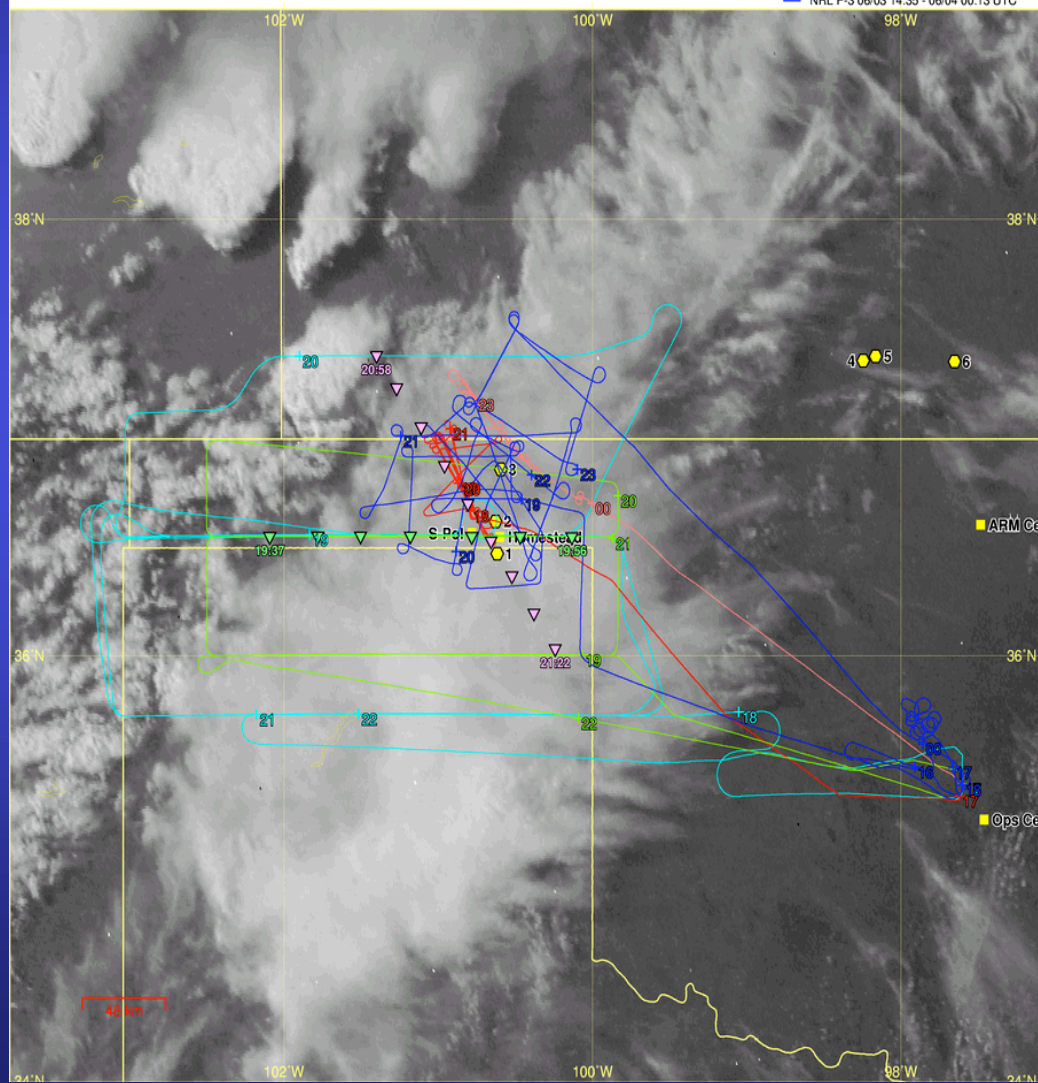 NRL P-3 06/03 14:35 - 06/04 00:13 UTC
102°W 100°W 98°W
38°N 38°N
20
20:58
4 5 6
23
21 21
3
22 23
19
20
00
18 2
ARM Ce
S-Pol Homestead
19:37 19 19:56 21
20 1
36°N 19 36°N
21:22
21 22 22 18
00
16 17
15
17
Ops Ce
48 km
102°W 100°W 98°W
34°N